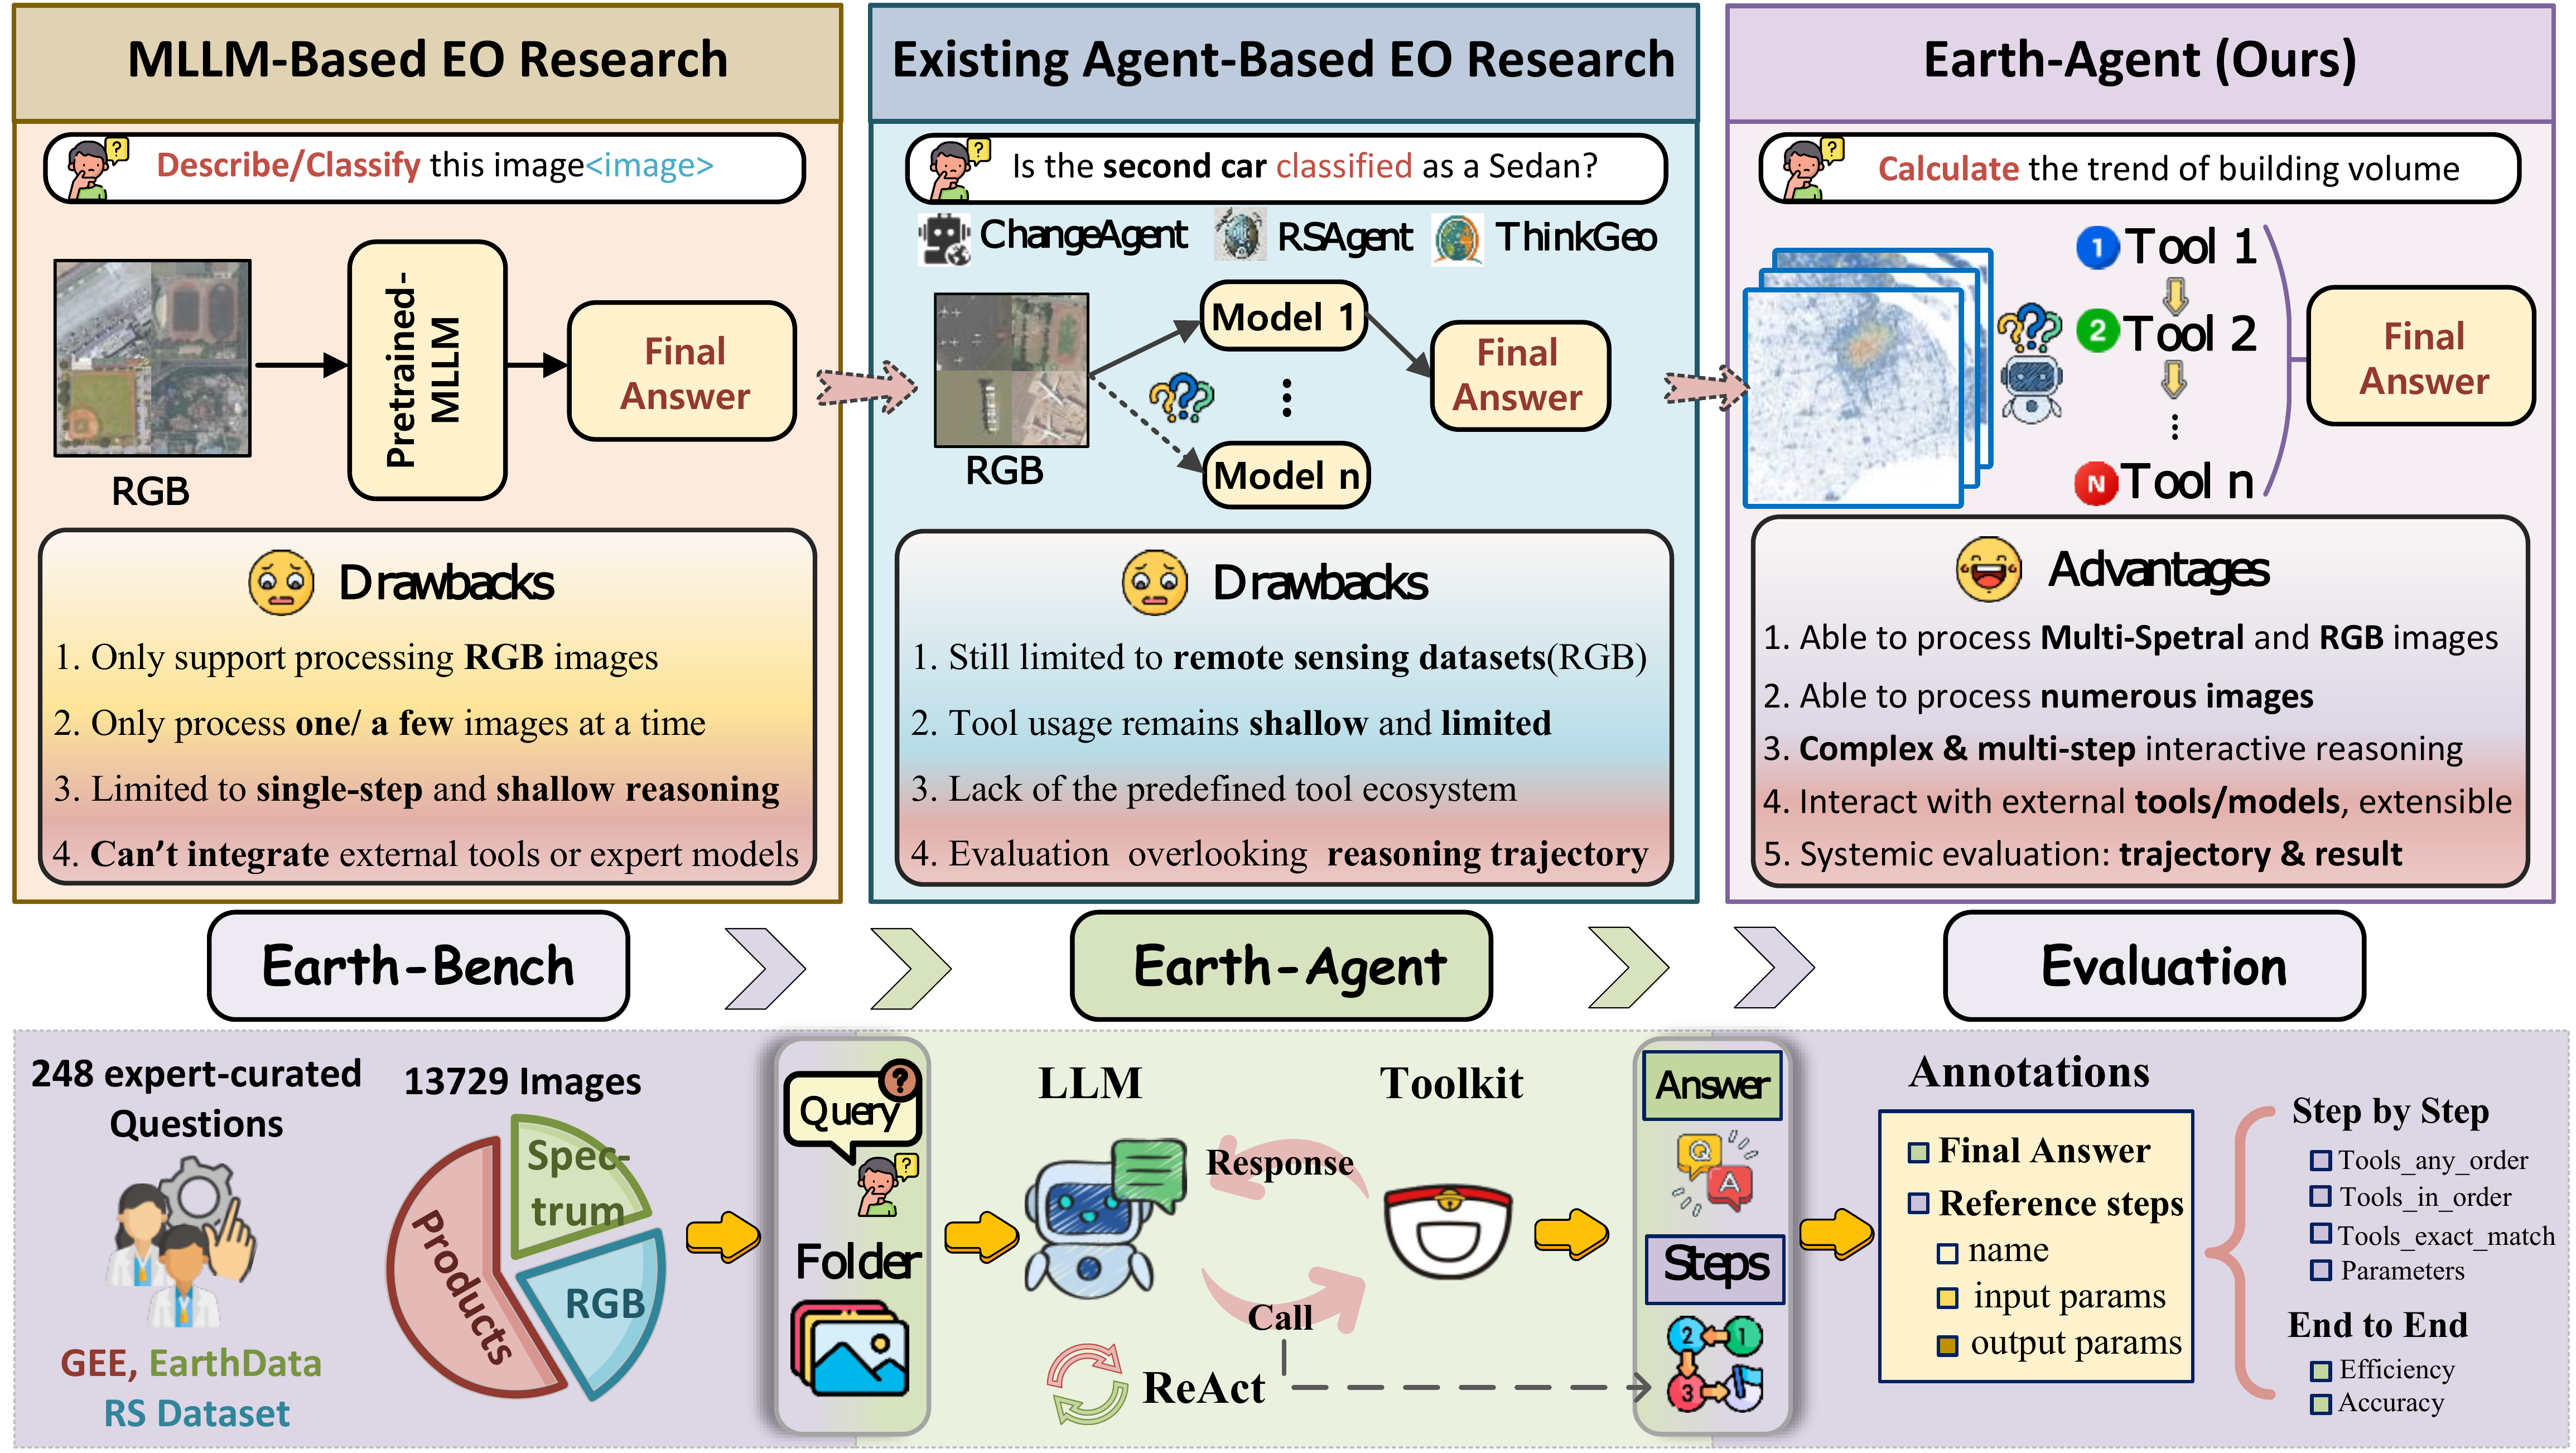 MLLM-Based EO Research
Describe/Classify this image<image>
RGB
Pretrained-
MLLM
Final
Answer
Drawbacks
1. Only support processing RGB images
2. Only process one/ a few images at a time
3. Limited to single-step and shallow reasoning
4. Can't integrate external tools or expert models
Existing Agent-Based EO Research
Is the second car classified as a Sedan?
ChangeAgent
RSAgent
ThinkGeo
RGB
Model 1
Model n
Final
Answer
Drawbacks
1. Still limited to remote sensing datasets(RGB)
2. Tool usage remains shallow and limited
3. Lack of the predefined tool ecosystem
4. Evaluation overlooking reasoning trajectory
Earth-Agent (Ours)
Calculate the trend of building volume
1 Tool 1
2 Tool 2
N Tool n
Final
Answer
Advantages
1. Able to process Multi-Spetral and RGB images
2. Able to process numerous images
3. Complex & multi-step interactive reasoning
4. Interact with external tools/models, extensible
5. Systemic evaluation: trajectory & result
Earth-Bench
Earth-Agent
Evaluation
248 expert-curated
Questions
GEE, EarthData
RS Dataset
13729 Images
Spec-
trum
Products
RGB
Query
?
Folder
LLM
Toolkit
Response
Call
ReAct
Answer
Q
A
Steps
2
1
3
Annotations
Final Answer
Reference steps
name
input params
output params
Step by Step
Tools_any_order
Tools_in_order
Tools_exact_match
Parameters
End to End
Efficiency
Accuracy